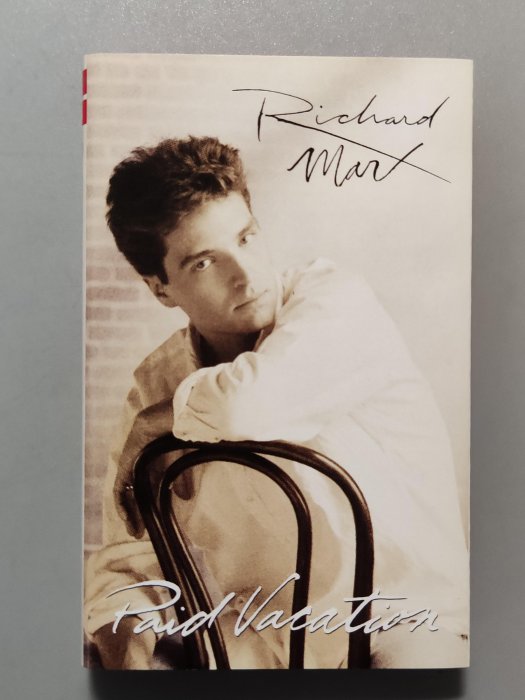 Richard
Marx
Paid Vacation